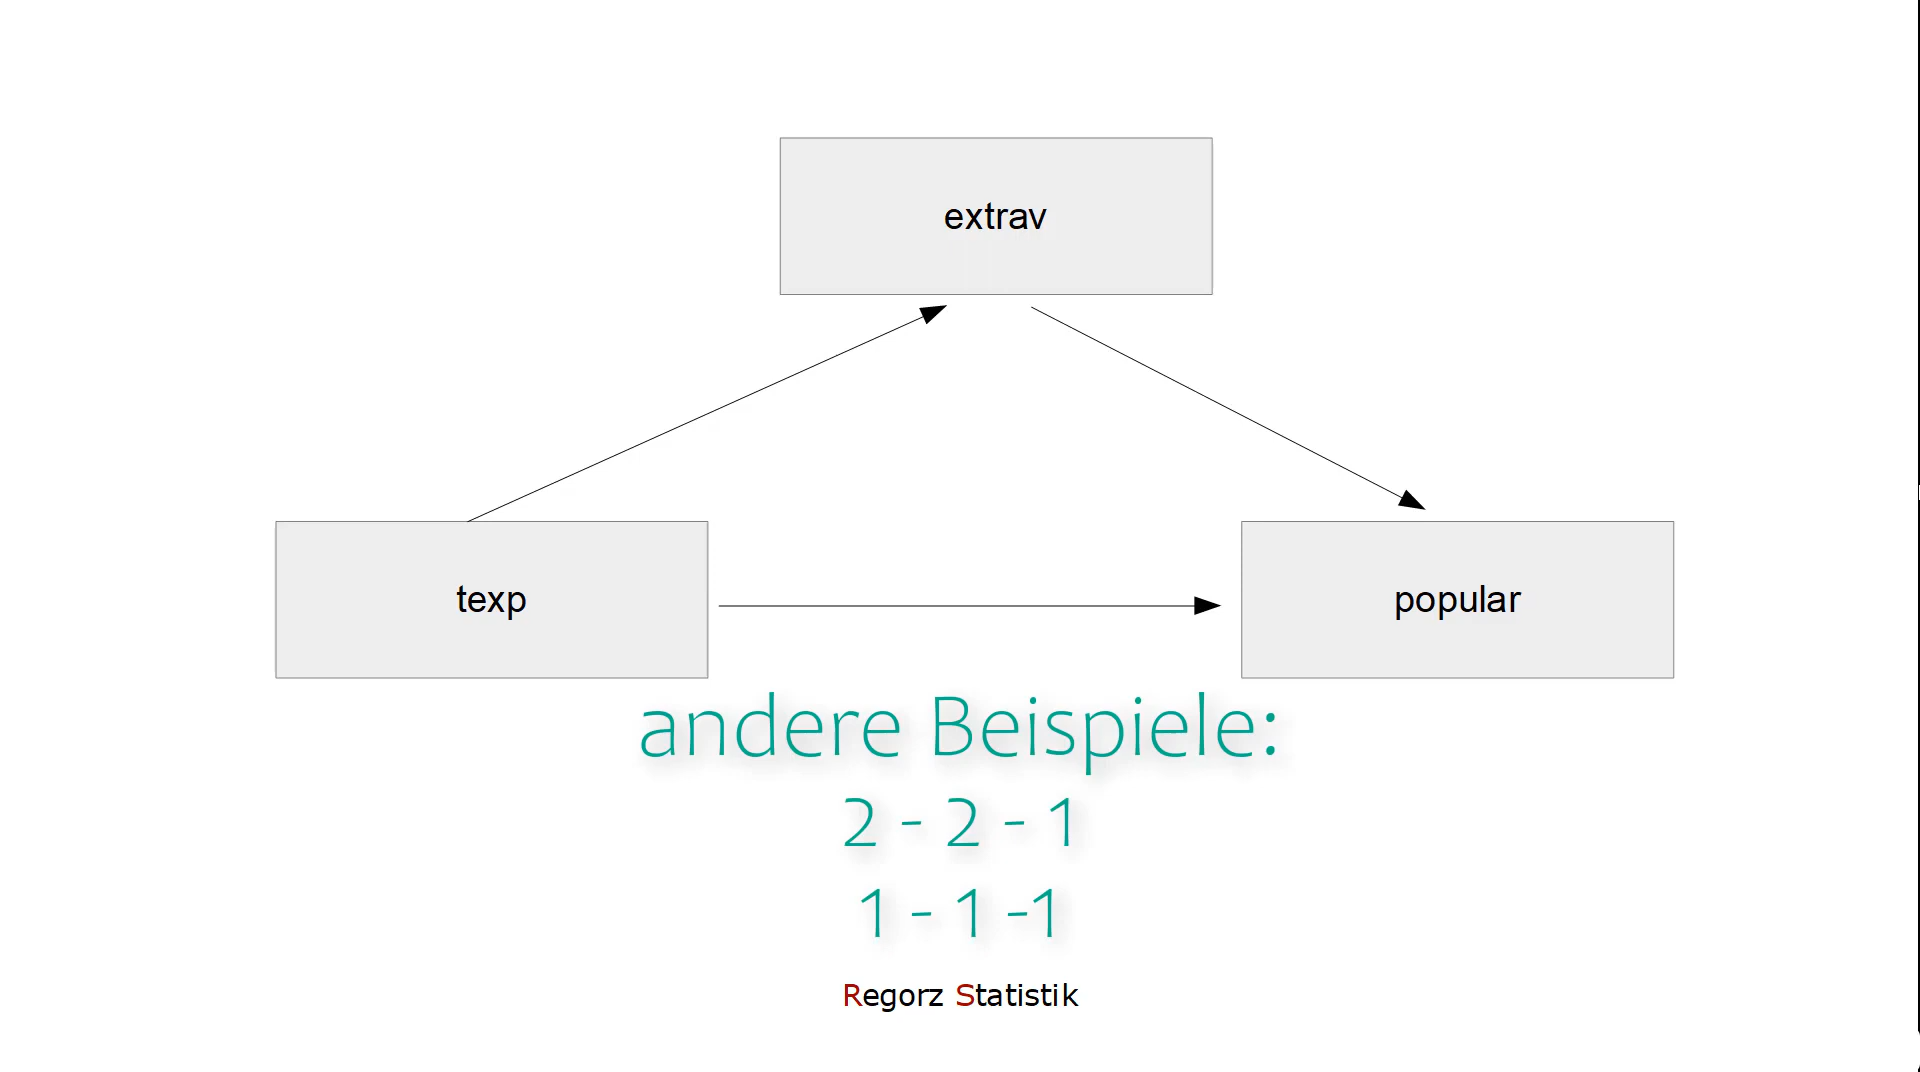 extrav
texp
popular
andere Beispiele:
2 - 2 - 1
1 - 1 -1
Regorz Statistik